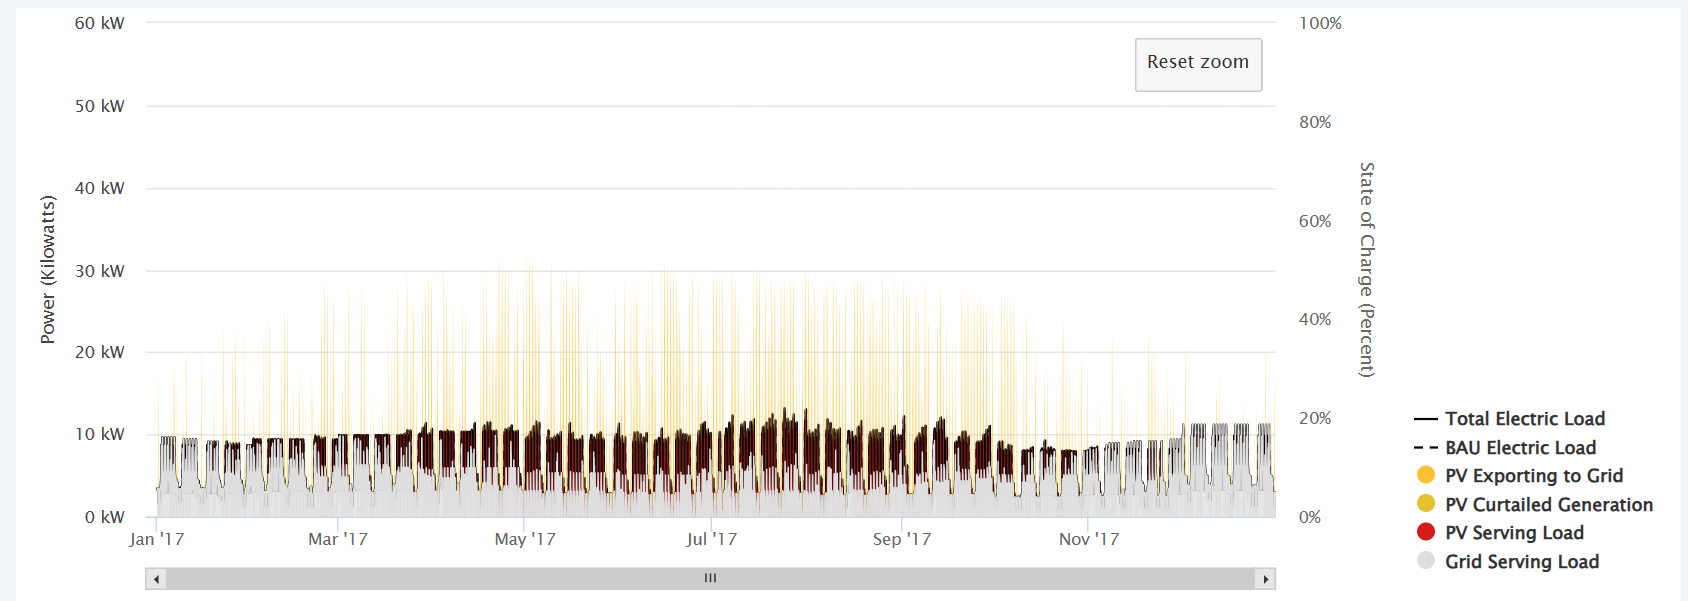 60 kW
50 kW
40 kW
30 kW
20 kW
10 kW
0 kW
Power (Kilowatts)
Jan '17
Mar '17
May '17
Jul '17
Sep '17
Nov '17
Reset zoom
100%
80%
60%
40%
20%
0%
State of Charge (Percent)
Total Electric Load
BAU Electric Load
PV Exporting to Grid
PV Curtailed Generation
PV Serving Load
Grid Serving Load